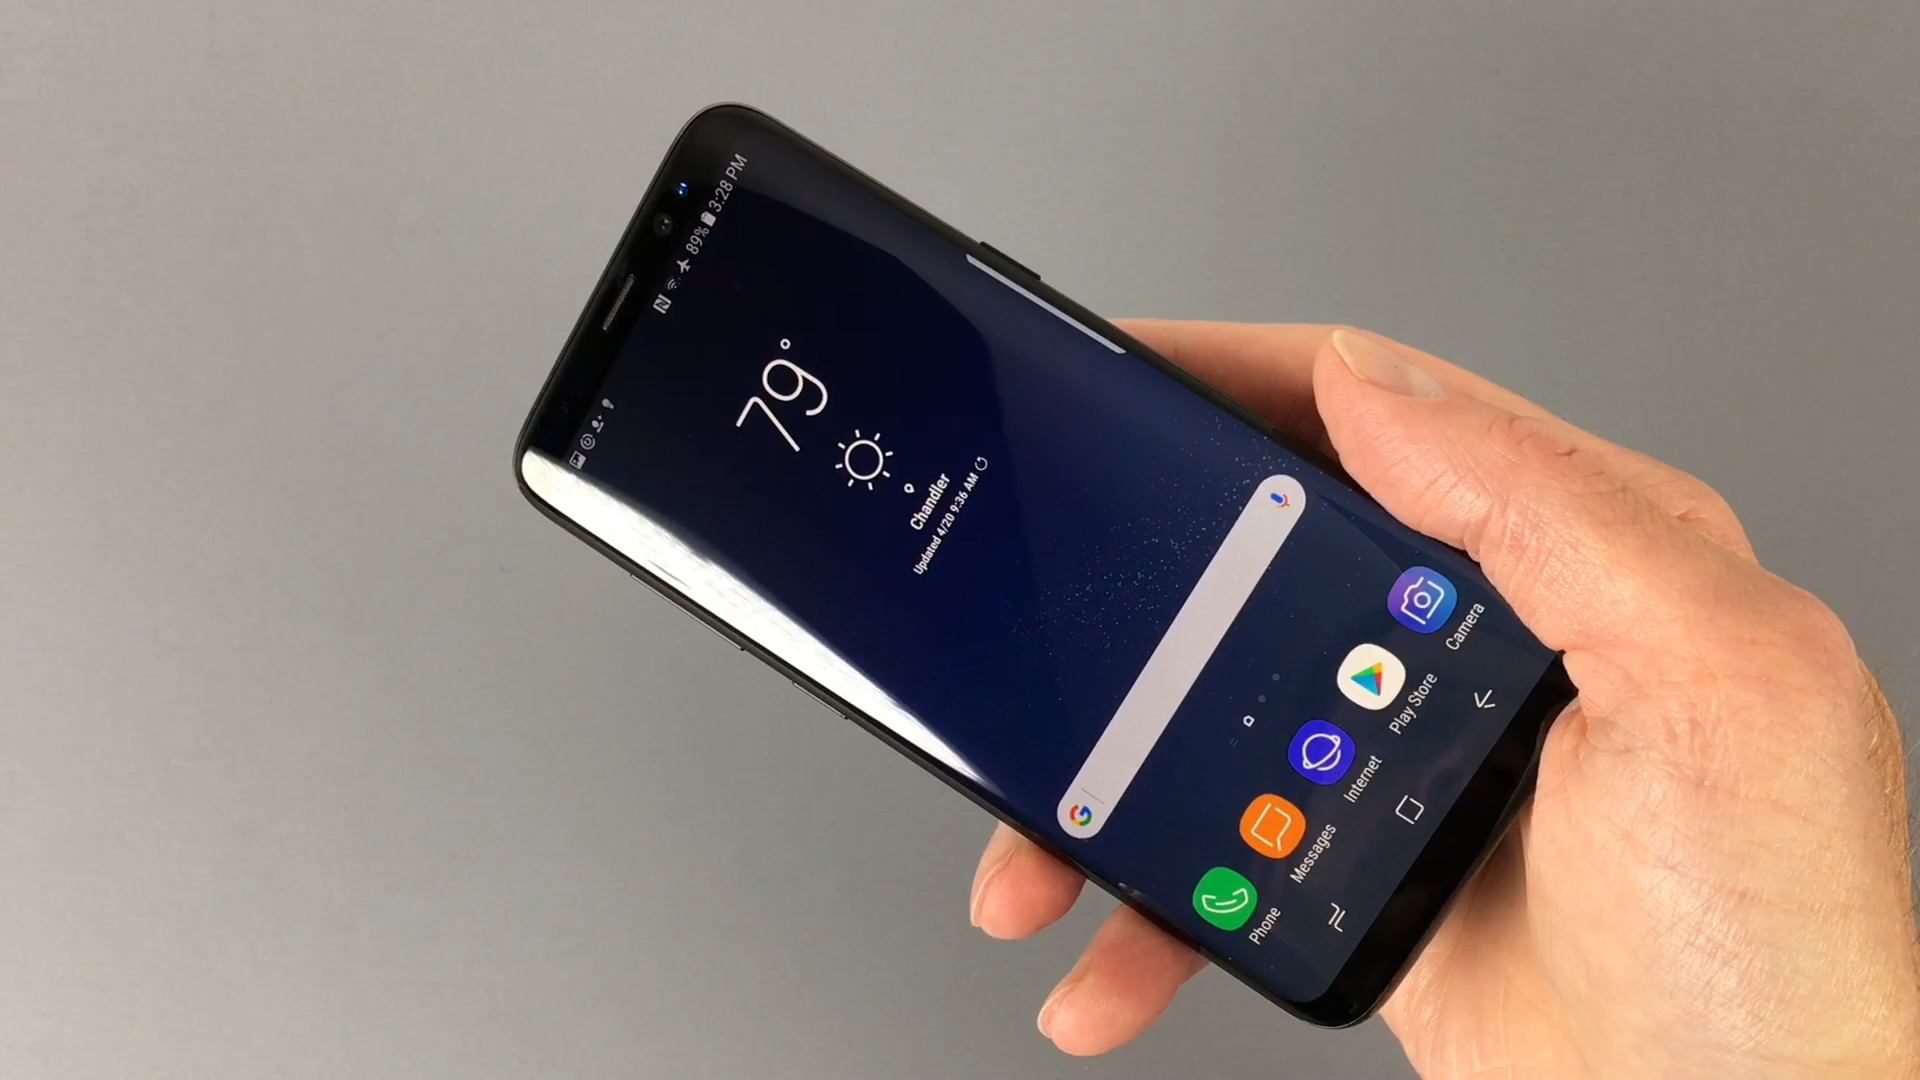 89% 3:28 PM
79°
Chandler
Updated 4/20 9:36 AM
G
Phone
Messages
Internet
Play Store
Camera